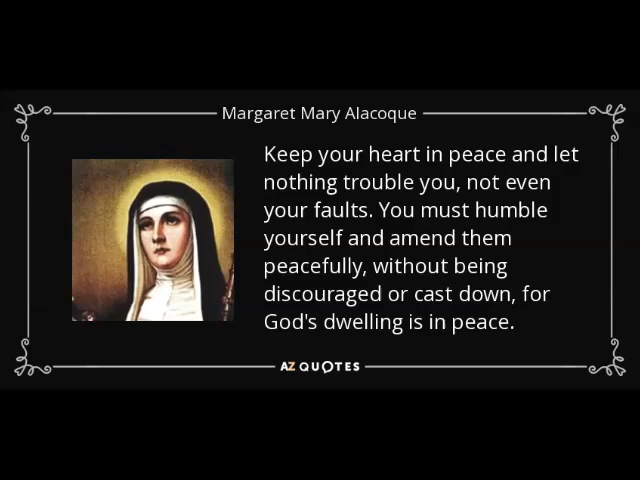 Margaret Mary Alacoque
Keep your heart in peace and let
nothing trouble you, not even
your faults. You must humble
yourself and amend them
peacefully, without being
discouraged or cast down, for
God's dwelling is in peace.
AZ QUOTES